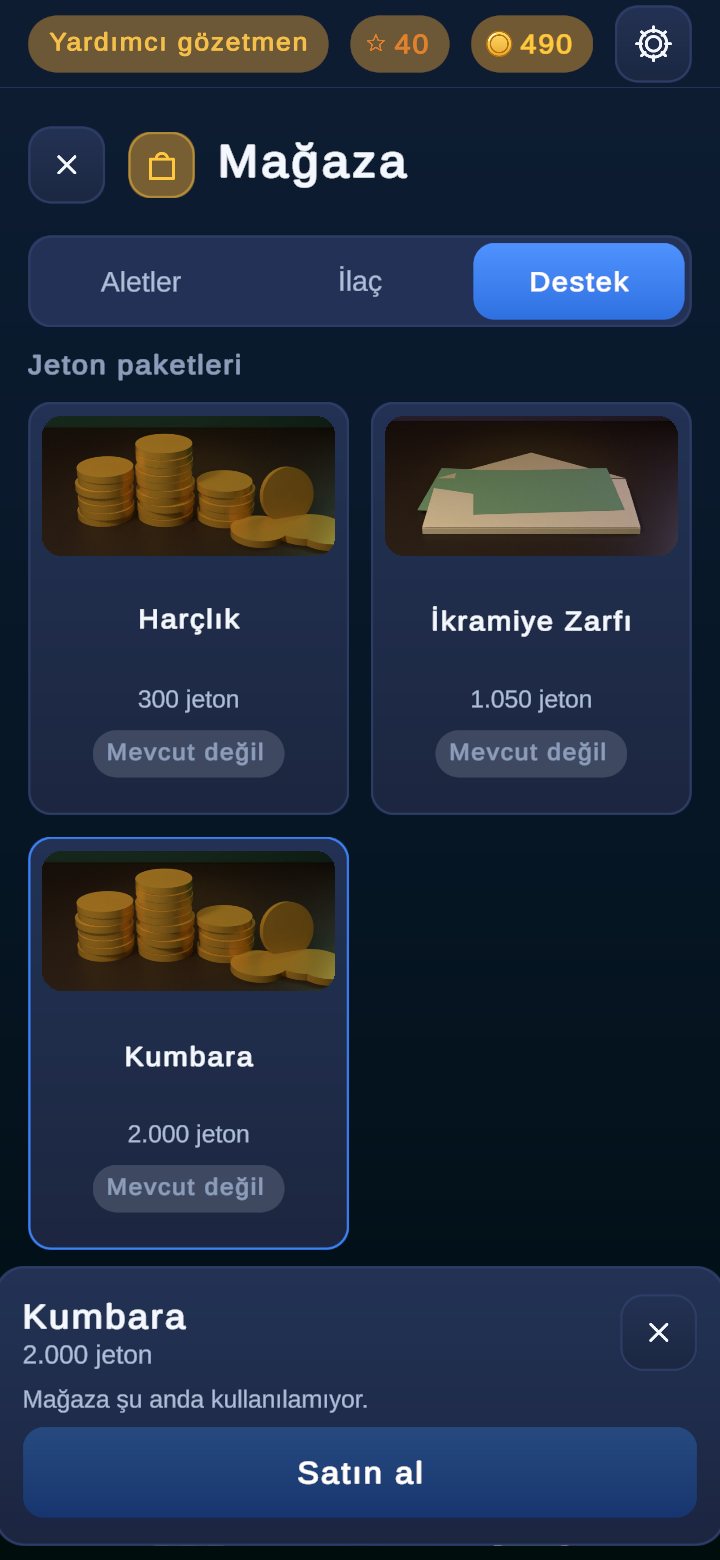 Yardımcı gözetmen
40
490
Mağaza
Aletler
İlaç
Destek
Jeton paketleri
Harçlık
300 jeton
Mevcut değil
İkramiye Zarfı
1.050 jeton
Mevcut değil
Kumbara
2.000 jeton
Mevcut değil
Kumbara
2.000 jeton
Mağaza şu anda kullanılamıyor.
Satın al